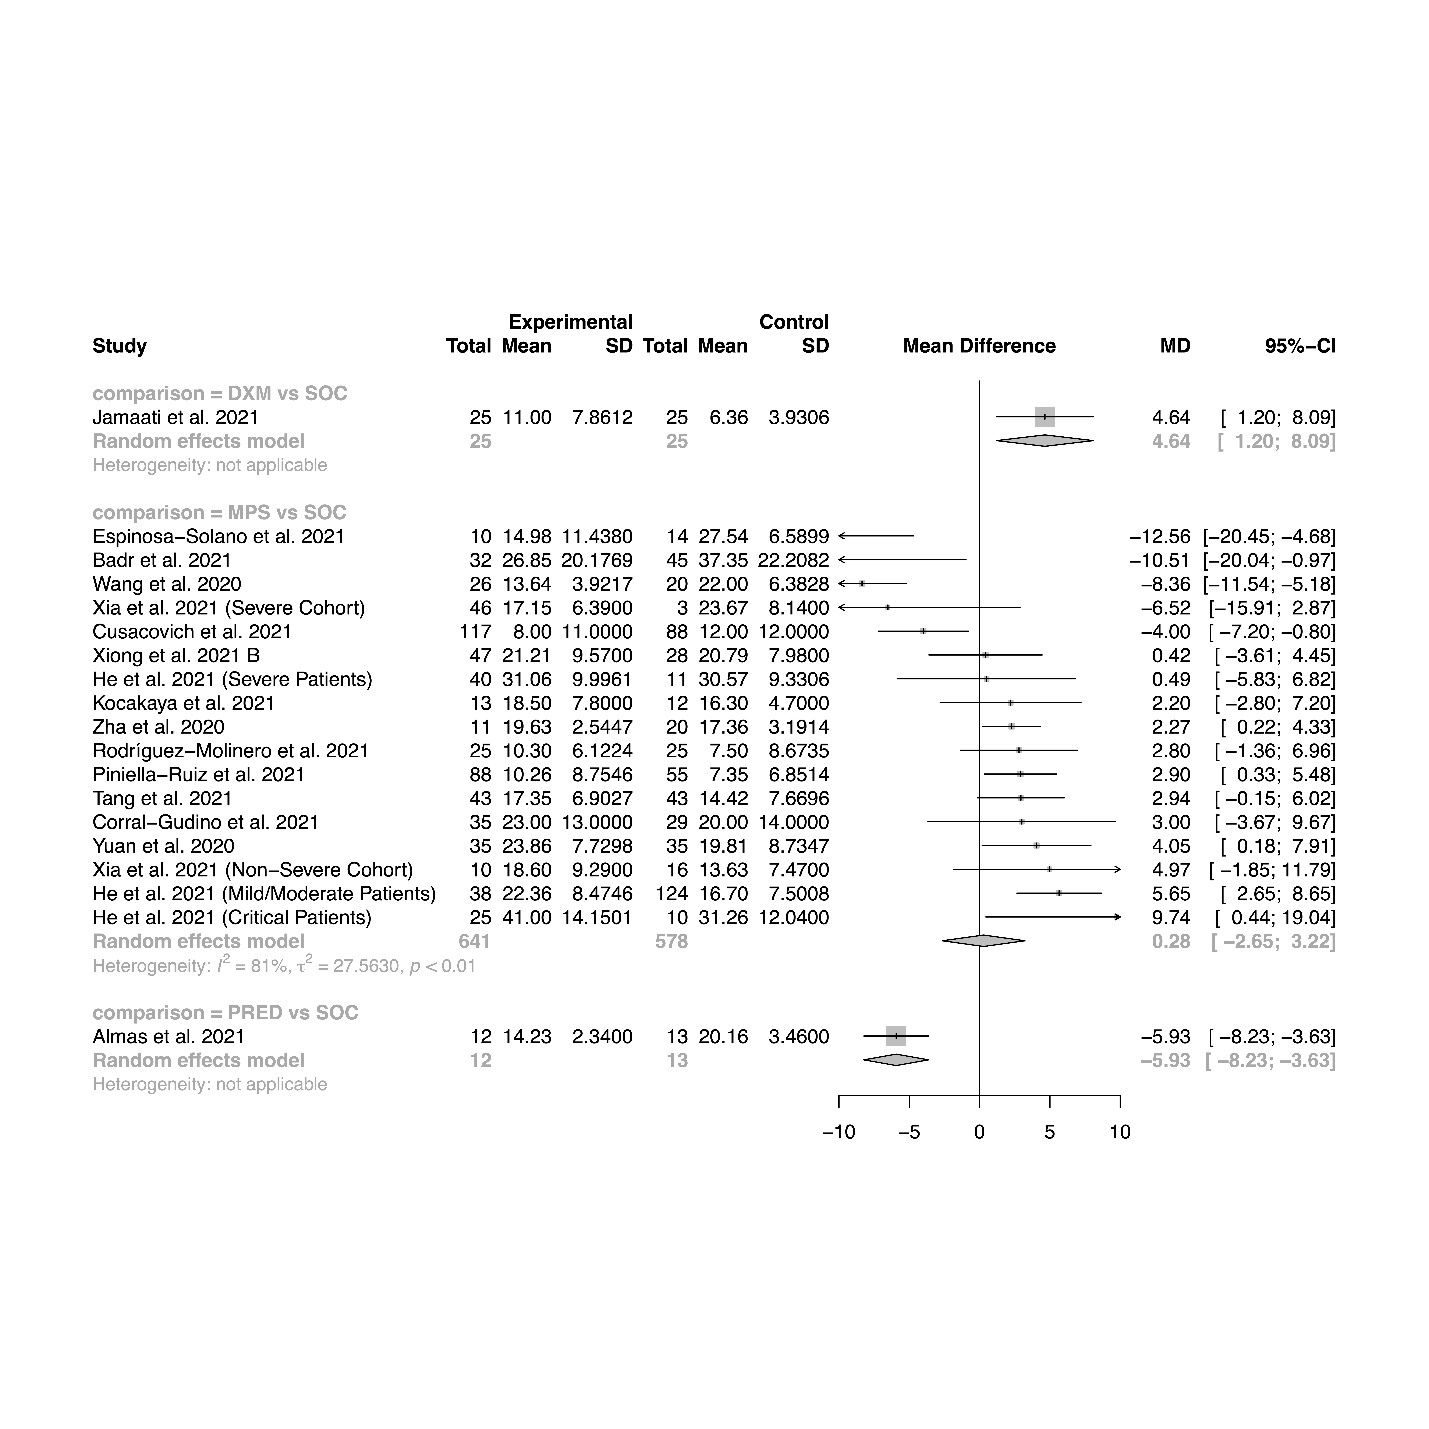 Experimental Control
Study Total Mean SD Total Mean SD Mean Difference MD 95%−CI
comparison = DXM vs SOC
Jamaati et al. 2021 25 11.00 7.8612 25 6.36 3.9306 4.64 [ 1.20; 8.09]
Random effects model 25 25 4.64 [ 1.20; 8.09]
Heterogeneity: not applicable
comparison = MPS vs SOC
Espinosa−Solano et al. 2021 10 14.98 11.4380 14 27.54 6.5899 −12.56 [−20.45; −4.68]
Badr et al. 2021 32 26.85 20.1769 45 37.35 22.2082 −10.51 [−20.04; −0.97]
Wang et al. 2020 26 13.64 3.9217 20 22.00 6.3828 −8.36 [−11.54; −5.18]
Xia et al. 2021 (Severe Cohort) 46 17.15 6.3900 3 23.67 8.1400 −6.52 [−15.91; 2.87]
Cusacovich et al. 2021 117 8.00 11.0000 88 12.00 12.0000 −4.00 [ −7.20; −0.80]
Xiong et al. 2021 B 47 21.21 9.5700 28 20.79 7.9800 0.42 [ −3.61; 4.45]
He et al. 2021 (Severe Patients) 40 31.06 9.9961 11 30.57 9.3306 0.49 [ −5.83; 6.82]
Kocakaya et al. 2021 13 18.50 7.8000 12 16.30 4.7000 2.20 [ −2.80; 7.20]
Zha et al. 2020 11 19.63 2.5447 20 17.36 3.1914 2.27 [ 0.22; 4.33]
Rodríguez−Molinero et al. 2021 25 10.30 6.1224 25 7.50 8.6735 2.80 [ −1.36; 6.96]
Piniella−Ruiz et al. 2021 88 10.26 8.7546 55 7.35 6.8514 2.90 [ 0.33; 5.48]
Tang et al. 2021 43 17.35 6.9027 43 14.42 7.6696 2.94 [ −0.15; 6.02]
Corral−Gudino et al. 2021 35 23.00 13.0000 29 20.00 14.0000 3.00 [ −3.67; 9.67]
Yuan et al. 2020 35 23.86 7.7298 35 19.81 8.7347 4.05 [ 0.18; 7.91]
Xia et al. 2021 (Non−Severe Cohort) 10 18.60 9.2900 16 13.63 7.4700 4.97 [ −1.85; 11.79]
He et al. 2021 (Mild/Moderate Patients) 38 22.36 8.4746 124 16.70 7.5008 5.65 [ 2.65; 8.65]
He et al. 2021 (Critical Patients) 25 41.00 14.1501 10 31.26 12.0400 9.74 [ 0.44; 19.04]
Random effects model 641 578 0.28 [ −2.65; 3.22]
Heterogeneity: I² = 81%, τ² = 27.5630, p < 0.01
comparison = PRED vs SOC
Almas et al. 2021 12 14.23 2.3400 13 20.16 3.4600 −5.93 [ −8.23; −3.63]
Random effects model 12 13 −5.93 [ −8.23; −3.63]
Heterogeneity: not applicable
−10 −5 0 5 10